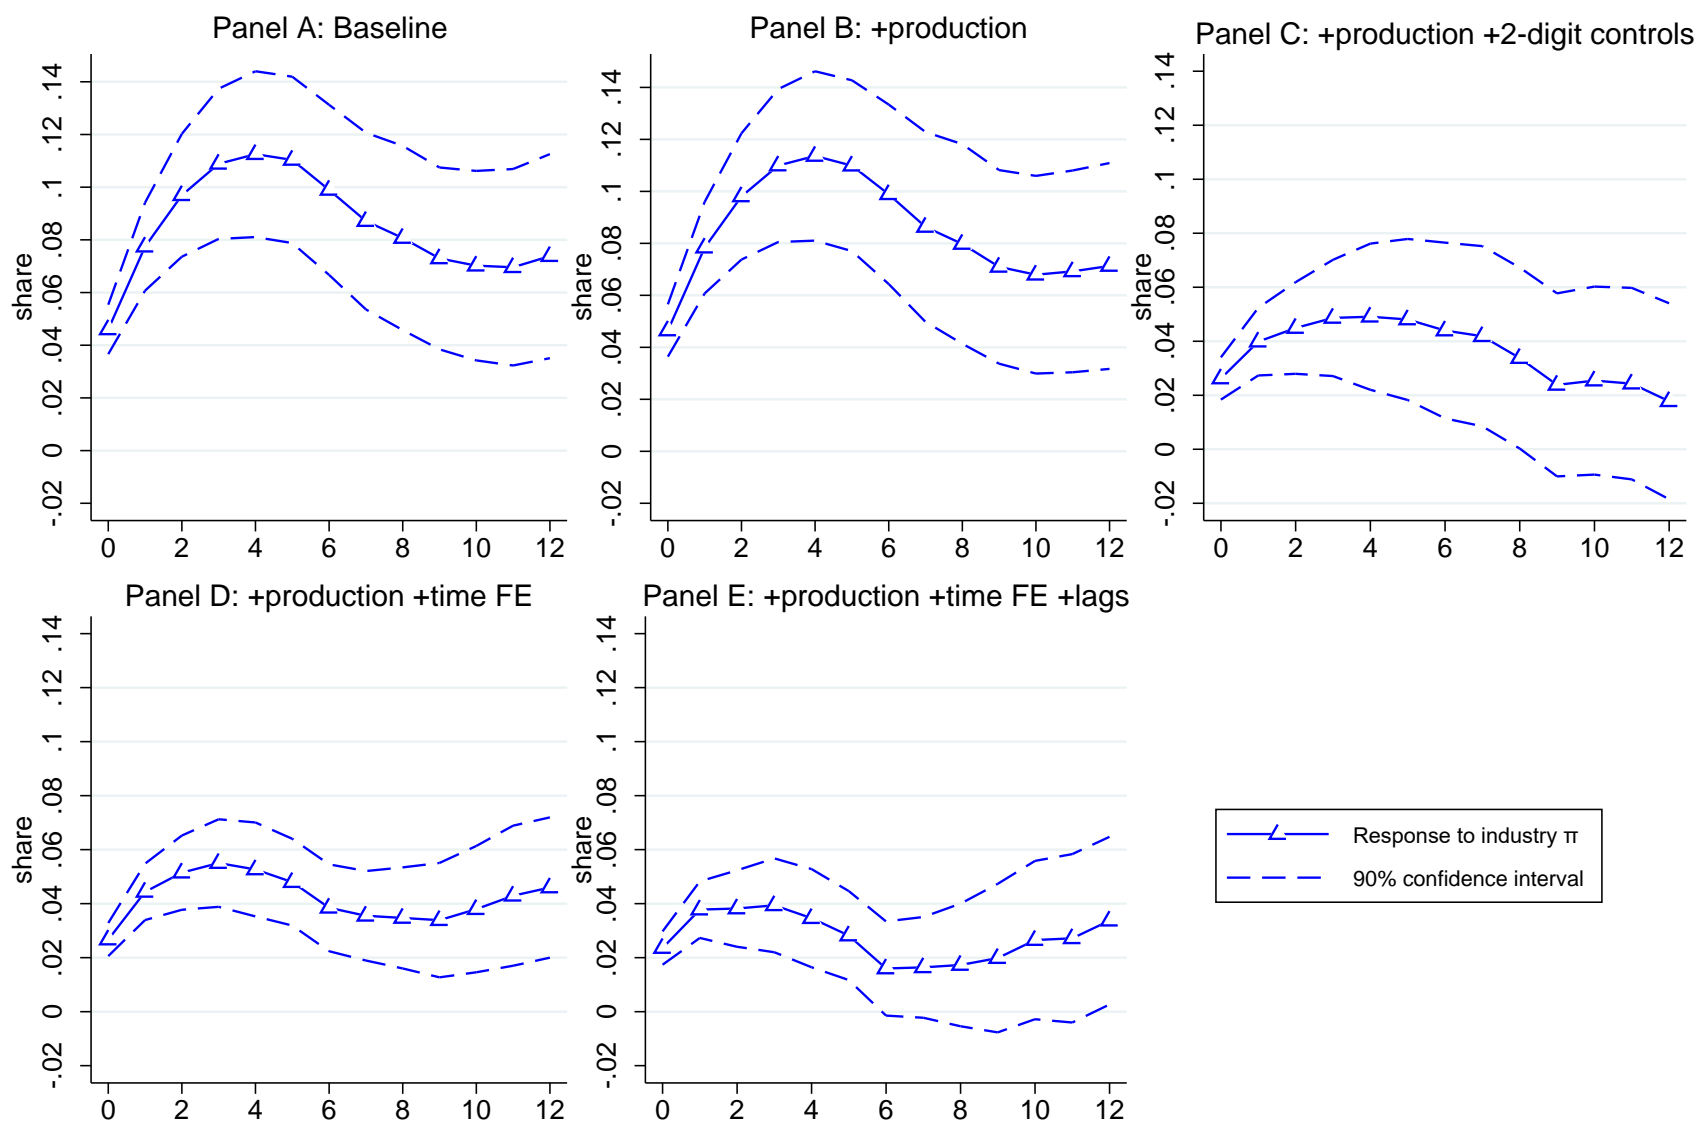 Panel A: Baseline
share
.14
.12
.1
.08
.06
.04
.02
0
-.02
0 2 4 6 8 10 12
Panel B: +production
share
.14
.12
.1
.08
.06
.04
.02
0
-.02
0 2 4 6 8 10 12
Panel C: +production +2-digit controls
share
.14
.12
.1
.08
.06
.04
.02
0
-.02
0 2 4 6 8 10 12
Panel D: +production +time FE
share
.14
.12
.1
.08
.06
.04
.02
0
-.02
0 2 4 6 8 10 12
Panel E: +production +time FE +lags
share
.14
.12
.1
.08
.06
.04
.02
0
-.02
0 2 4 6 8 10 12
Response to industry π
90% confidence interval